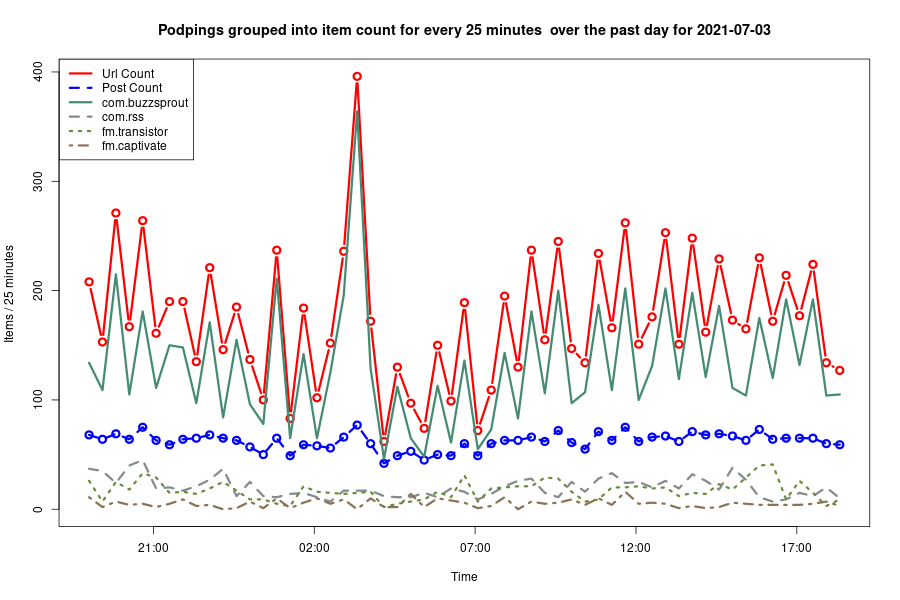 Podpings grouped into item count for every 25 minutes  over the past day for 2021-07-03
Url Count
Post Count
com.buzzsprout
com.rss
fm.transistor
fm.captivate
400
300
200
100
0
Items / 25 minutes
21:00 02:00 07:00 12:00 17:00
Time